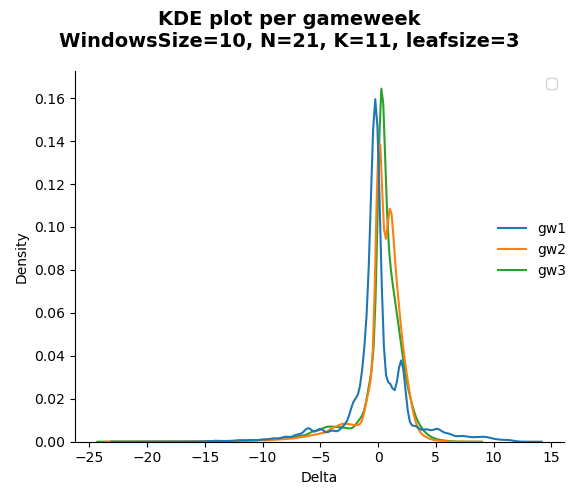 KDE plot per gameweek
WindowsSize=10, N=21, K=11, leafsize=3
0.16
0.14
0.12
0.10
0.08
0.06
0.04
0.02
0.00
Density
gw1
gw2
gw3
−25 −20 −15 −10 −5 0 5 10 15
Delta